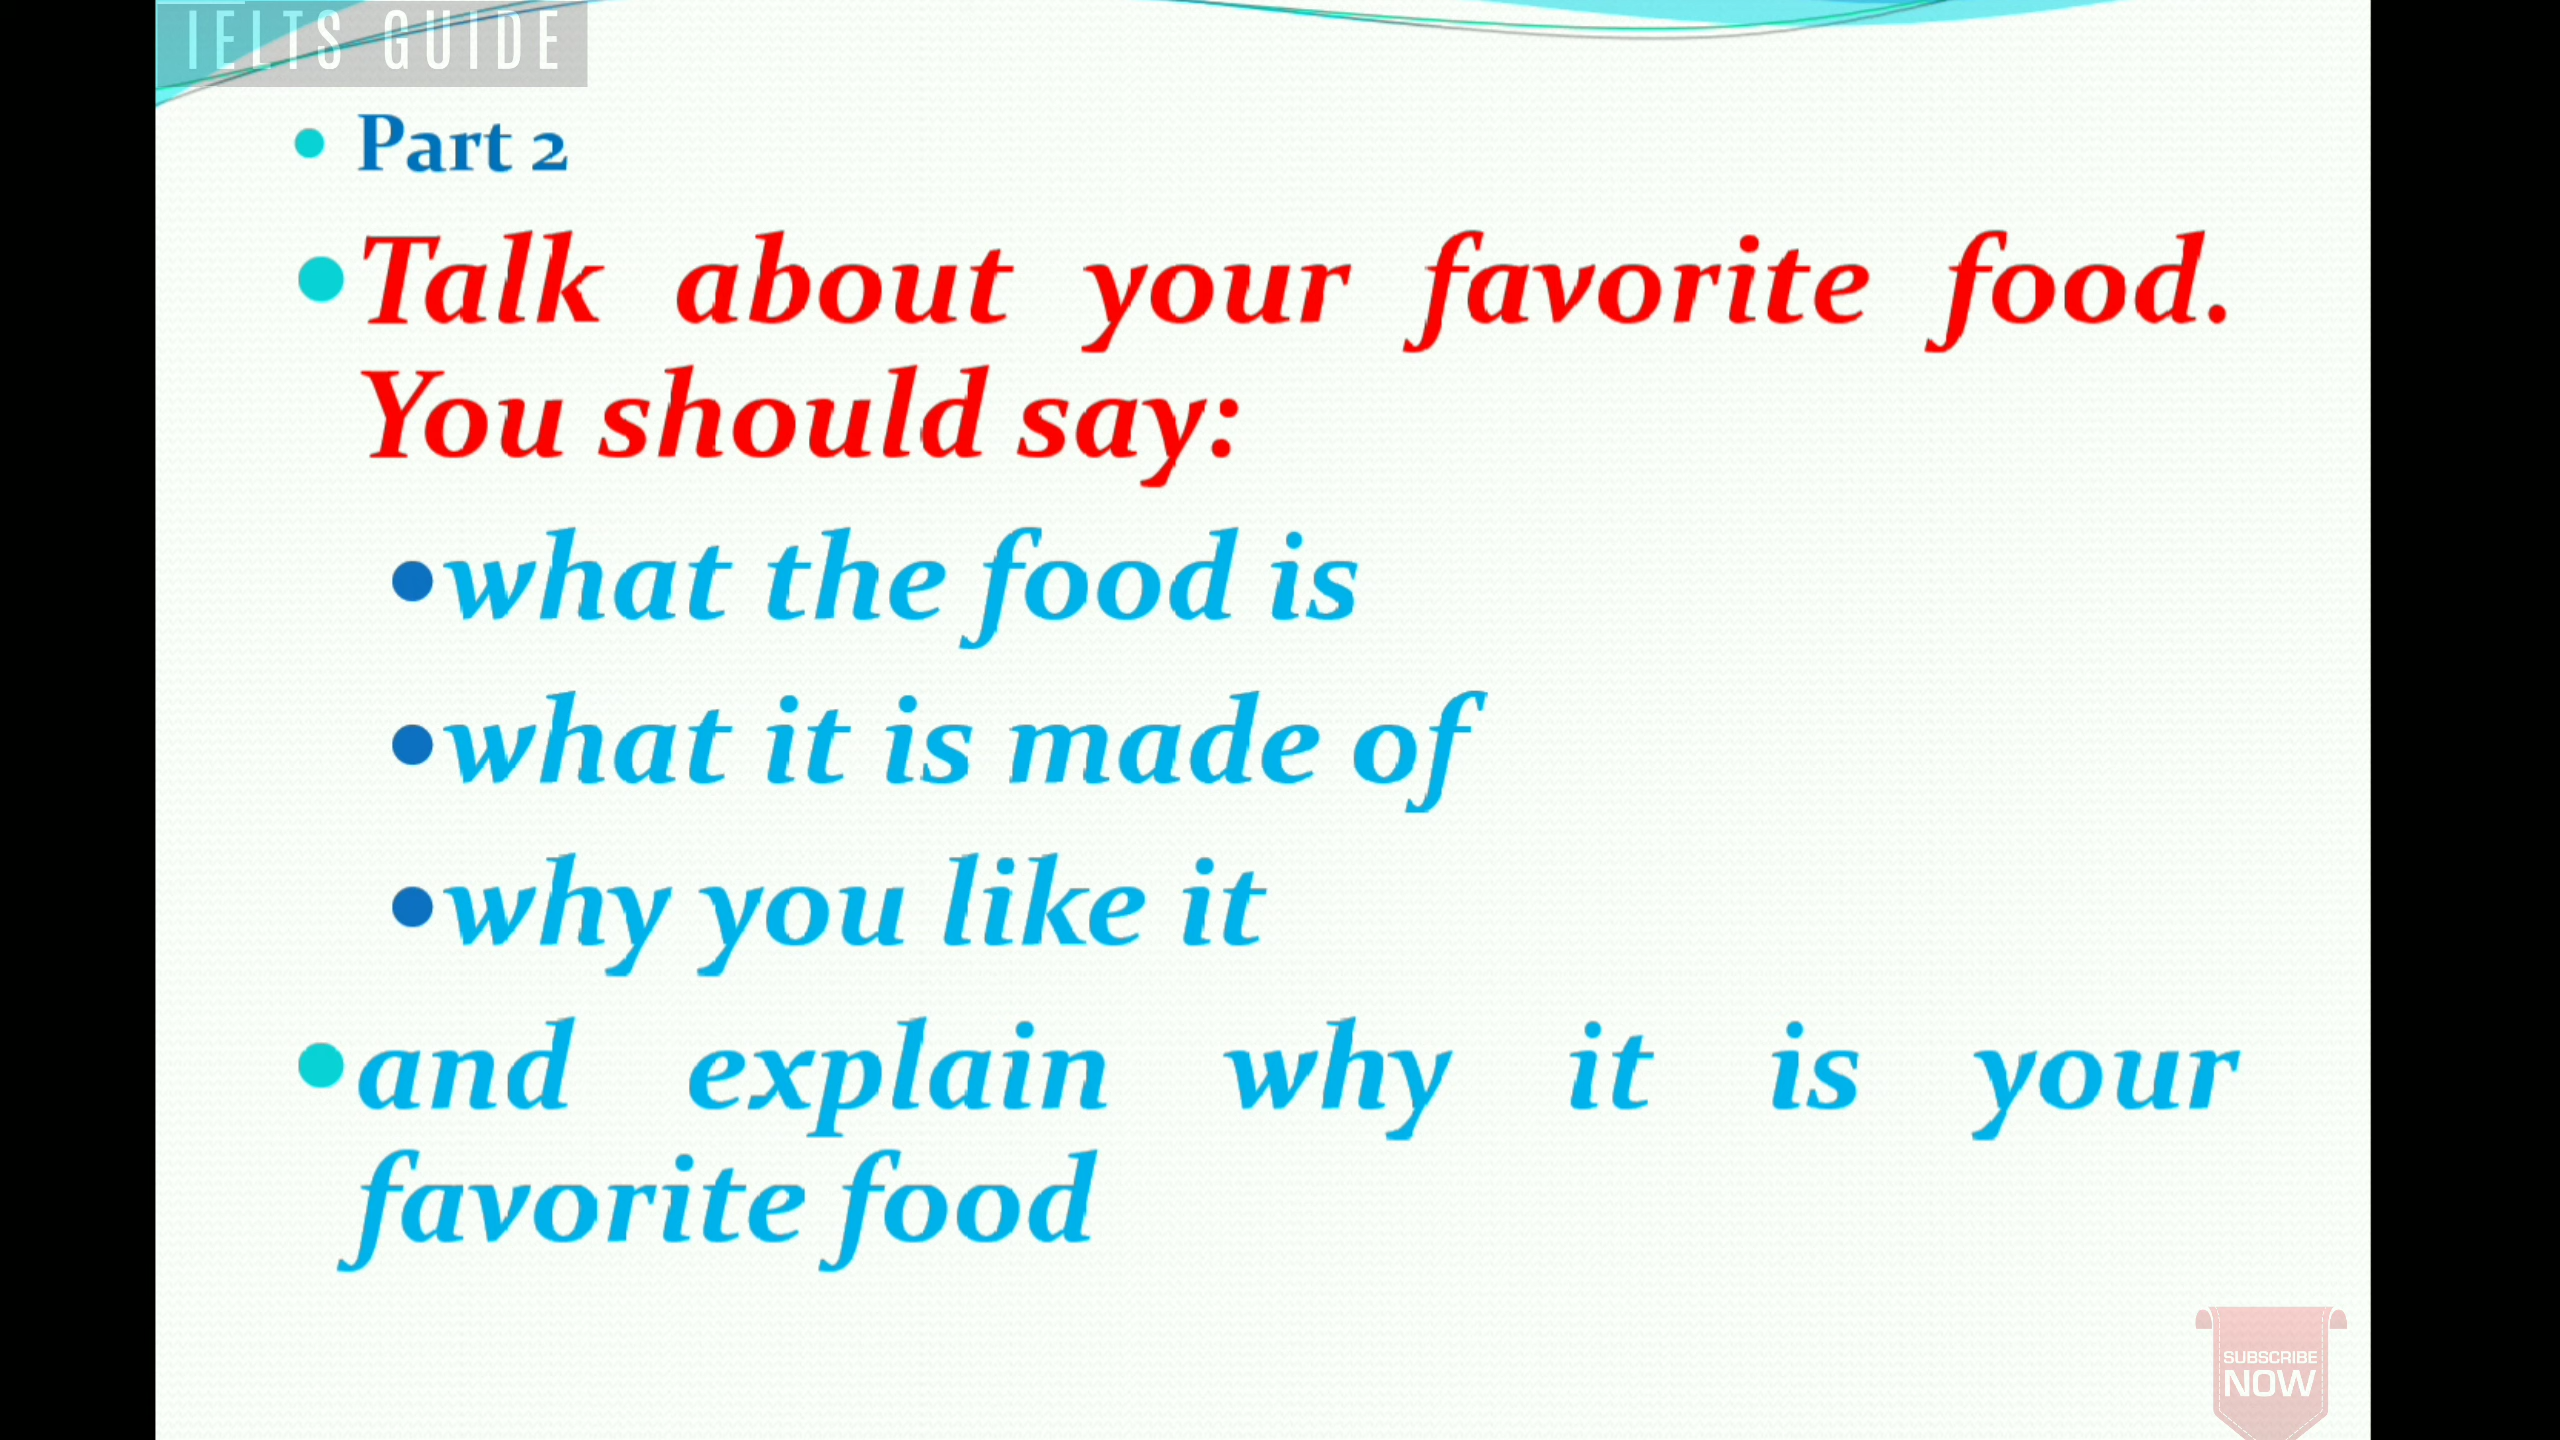 IELTS GUIDE
Part 2
Talk about your favorite food.
You should say:
what the food is
what it is made of
why you like it
and explain why it is your
favorite food
SUBSCRIBE
NOW